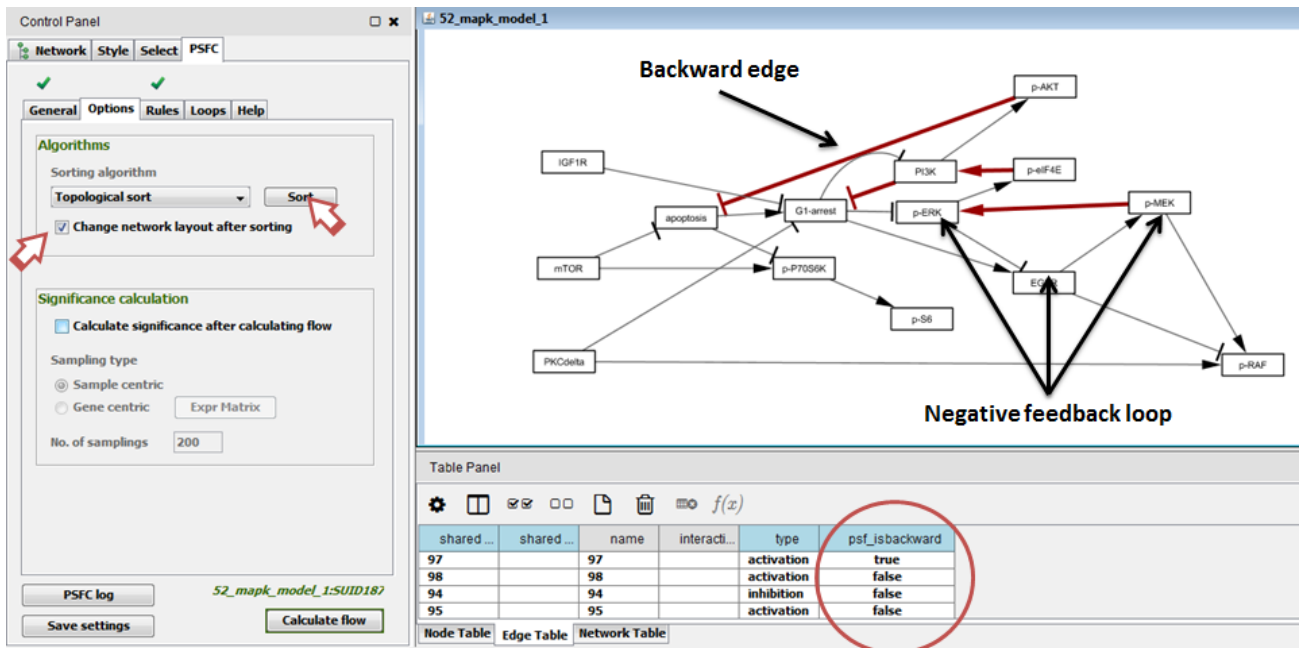 Control Panel
Network Style Select PSFC
General Options Rules Loops Help
Algorithms
Sorting algorithm
Topological sort Sort
Change network layout after sorting
Significance calculation
Calculate significance after calculating flow
Sampling type
Sample centric
Gene centric Expr Matrix
No. of samplings 200
PSFC log 52_mapk_model_1:SUID187
Save settings Calculate flow
52_mapk_model_1
Backward edge
p-AKT
IGF1R
PI3K
p-eIF4E
p-MEK
apoptosis
G1-arrest
p-ERK
mTOR
p-P70S6K
p-S6
PKCdelta
p-RAF
Negative feedback loop
Table Panel
f(x)
shared ... shared ... name interacti... type psf_isbackward
97 97 activation true
98 98 activation false
94 94 inhibition false
95 95 activation false
Node Table Edge Table Network Table